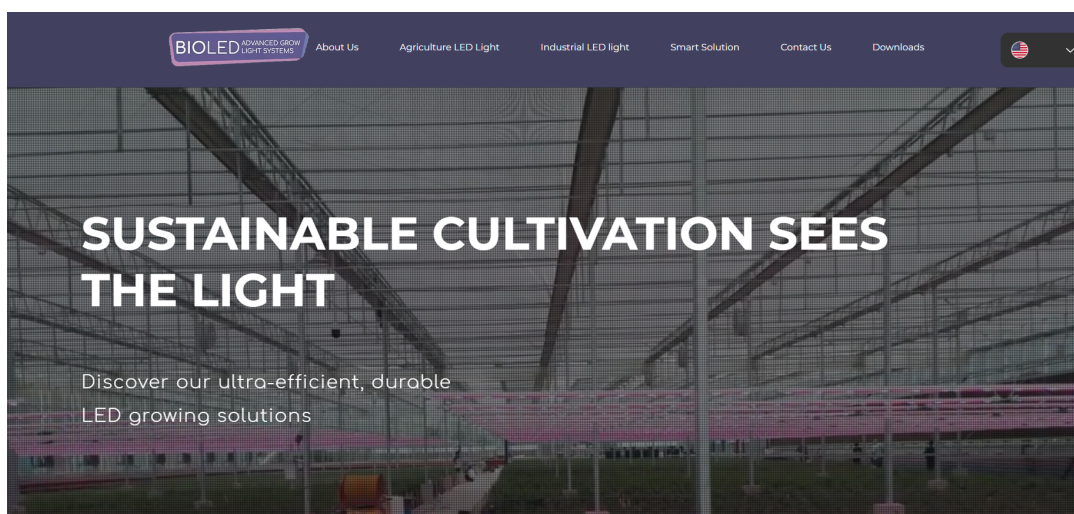 BIOLED ADVANCED GROW
LIGHT SYSTEMS
About Us
Agriculture LED Light
Industrial LED light
Smart Solution
Contact Us
Downloads
SUSTAINABLE CULTIVATION SEES
THE LIGHT
Discover our ultra-efficient, durable
LED growing solutions